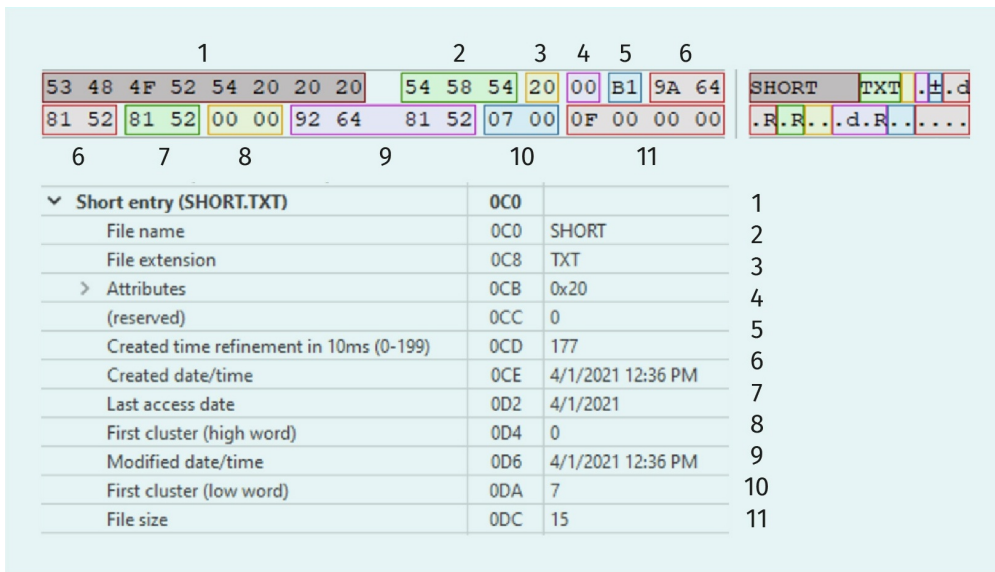 1 2 3 4 5 6
53 48 4F 52 54 20 20 20 54 58 54 20 00 B1 9A 64 SHORT TXT .±.d
81 52 81 52 00 00 92 64 81 52 07 00 0F 00 00 00 .R.R...d.R......
6 7 8 9 10 11
Short entry (SHORT.TXT) 0C0 1
File name 0C0 SHORT 2
File extension 0C8 TXT 3
Attributes 0CB 0x20 4
(reserved) 0CC 0 5
Created time refinement in 10ms (0-199) 0CD 177 6
Created date/time 0CE 4/1/2021 12:36 PM 7
Last access date 0D2 4/1/2021 8
First cluster (high word) 0D4 0 9
Modified date/time 0D6 4/1/2021 12:36 PM 10
First cluster (low word) 0DA 7 11
File size 0DC 15